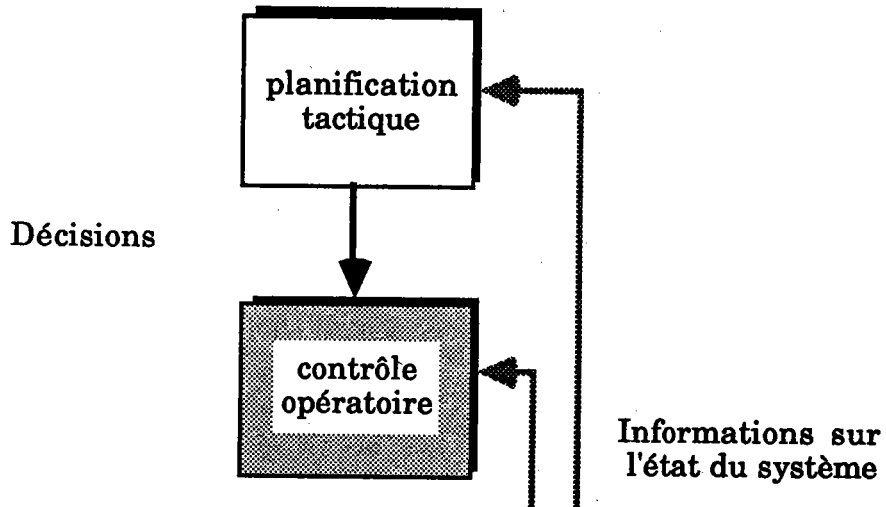 planification
tactique
Décisions
contrôle
opératoire
Informations sur
l'état du système